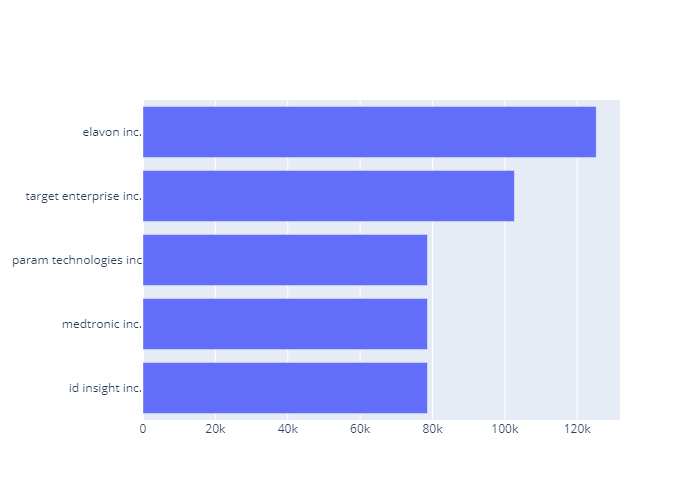 elavon inc.
target enterprise inc.
param technologies inc
medtronic inc.
id insight inc.
0 20k 40k 60k 80k 100k 120k